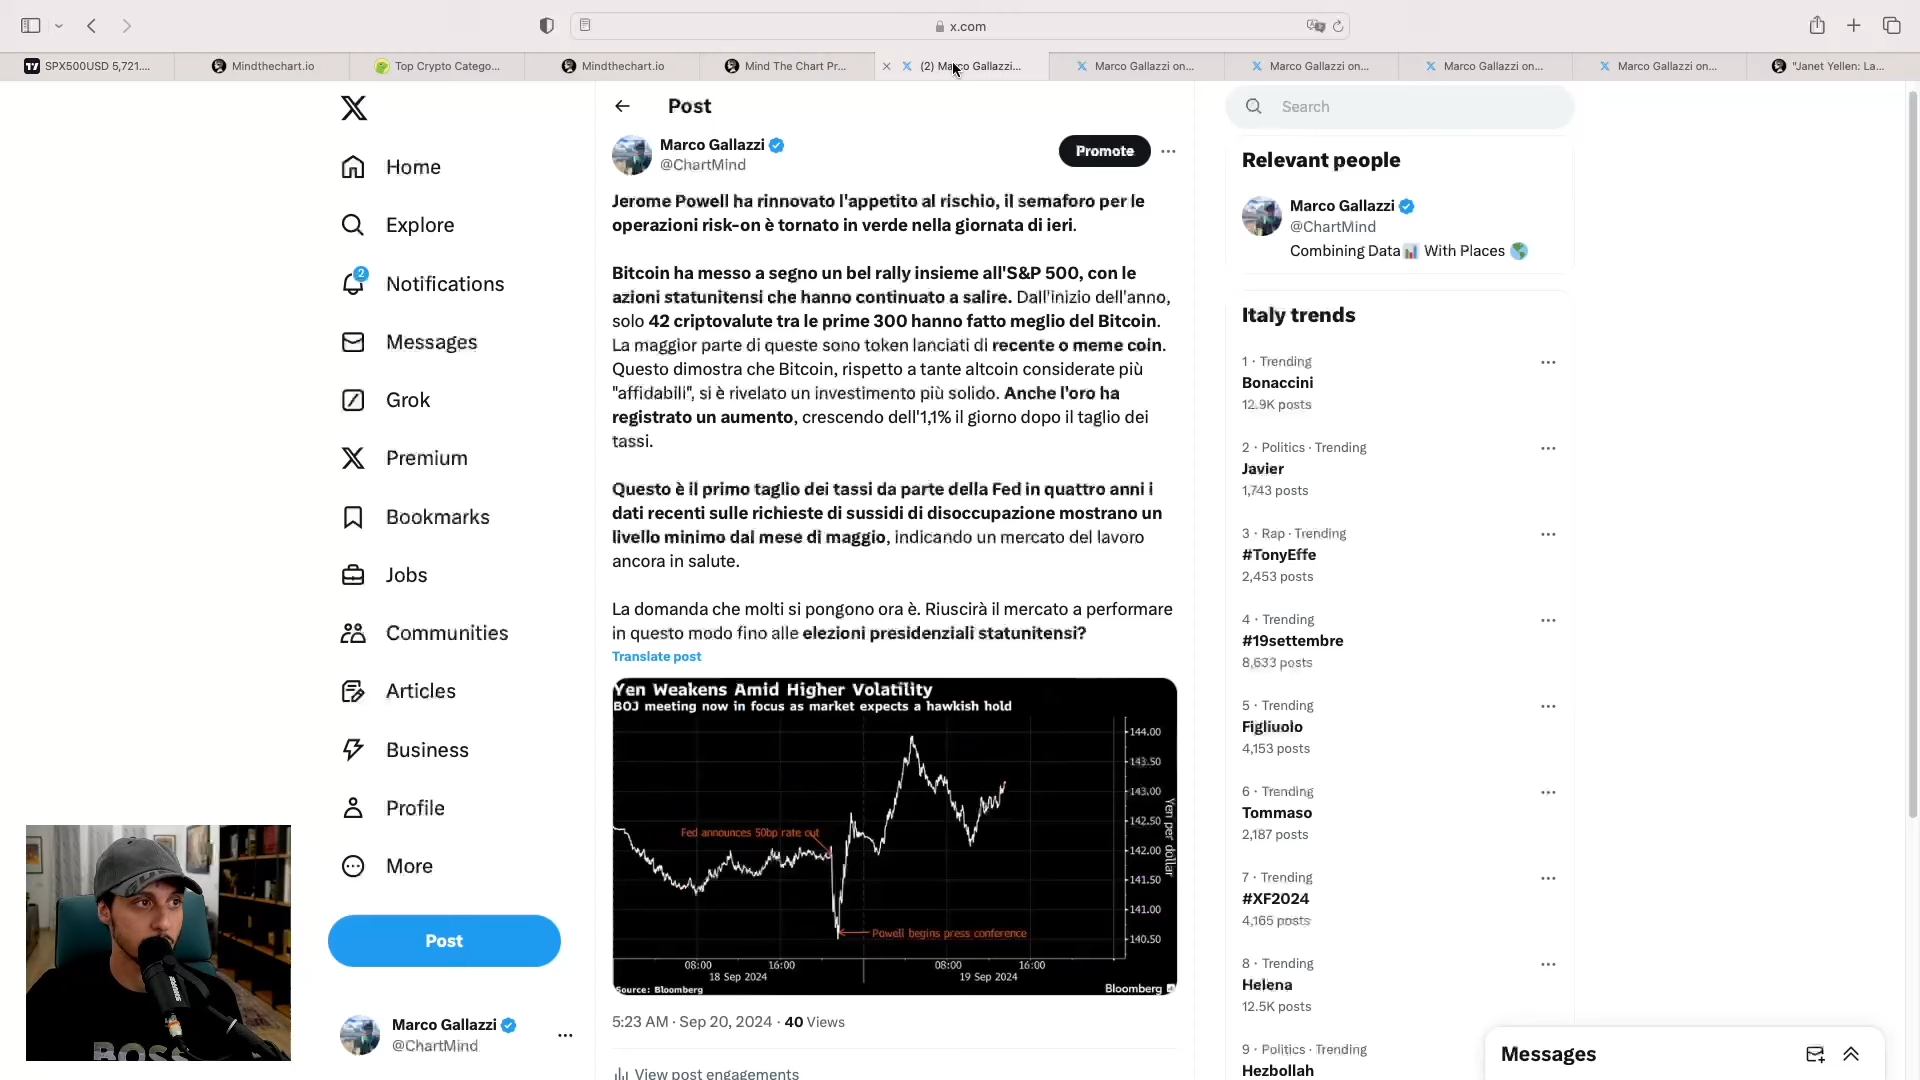 x.com
SPX500USD 5,721....
Mindthechart.io
Top Crypto Catego...
Mindthechart.io
Mind The Chart Pr...
(2) Marco Gallazzi...
Marco Gallazzi on...
Marco Gallazzi on...
Marco Gallazzi on...
Marco Gallazzi on...
"Janet Yellen: La...
Home
Explore
2
Notifications
Messages
Grok
Premium
Bookmarks
Jobs
Communities
Articles
Business
Profile
More
Post
Marco Gallazzi
@ChartMind
Post
Marco Gallazzi
@ChartMind
Promote
Jerome Powell ha rinnovato l'appetito al rischio, il semaforo per le
operazioni risk-on è tornato in verde nella giornata di ieri.
Bitcoin ha messo a segno un bel rally insieme all'S&P 500, con le
azioni statunitensi che hanno continuato a salire. Dall'inizio dell'anno,
solo 42 criptovalute tra le prime 300 hanno fatto meglio del Bitcoin.
La maggior parte di queste sono token lanciati di recente o meme coin.
Questo dimostra che Bitcoin, rispetto a tante altcoin considerate più
"affidabili", si è rivelato un investimento più solido. Anche l'oro ha
registrato un aumento, crescendo dell'1,1% il giorno dopo il taglio dei
tassi.
Questo è il primo taglio dei tassi da parte della Fed in quattro anni i
dati recenti sulle richieste di sussidi di disoccupazione mostrano un
livello minimo dal mese di maggio, indicando un mercato del lavoro
ancora in salute.
La domanda che molti si pongono ora è. Riuscirà il mercato a performare
in questo modo fino alle elezioni presidenziali statunitensi?
Translate post
Yen Weakens Amid Higher Volatility
BOJ meeting now in focus as market expects a hawkish hold
144.00
143.50
143.00
142.50
142.00
141.50
141.00
140.50
Yen per dollar
Fed announces 50bp rate cut
Powell begins press conference
08:00 16:00 08:00 16:00
18 Sep 2024 19 Sep 2024
Source: Bloomberg
Bloomberg
5:23 AM · Sep 20, 2024 · 40 Views
View post engagements
Search
Relevant people
Marco Gallazzi
@ChartMind
Combining Data📊 With Places 🌎
Italy trends
1 · Trending
Bonaccini
12.9K posts
2 · Politics · Trending
Javier
1,743 posts
3 · Rap · Trending
#TonyEffe
2,453 posts
4 · Trending
#19settembre
8,633 posts
5 · Trending
Figliuolo
4,153 posts
6 · Trending
Tommaso
2,187 posts
7 · Trending
#XF2024
4,165 posts
8 · Trending
Helena
12.5K posts
9 · Politics · Trending
Hezbollah
Messages
BOSS